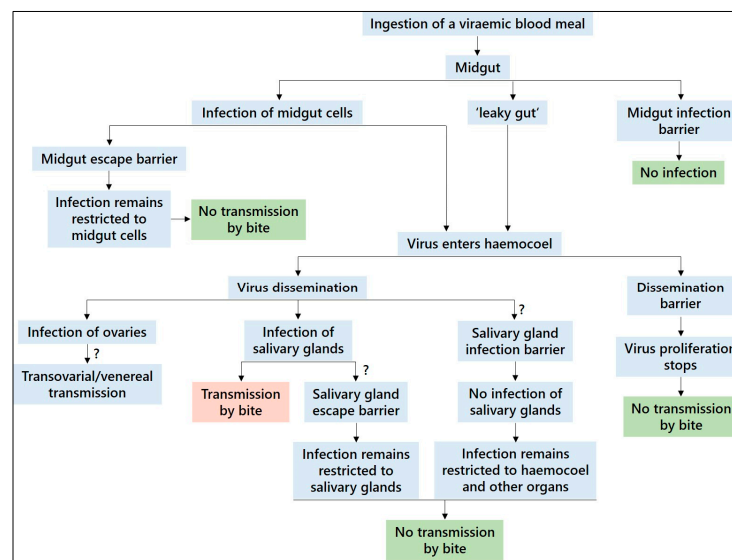 Ingestion of a viraemic blood meal
Midgut
Infection of midgut cells
'leaky gut'
Midgut infection
barrier
No infection
Midgut escape barrier
Infection remains
restricted to
midgut cells
No transmission
by bite
Virus enters haemocoel
Virus dissemination
Dissemination
barrier
?
Infection of ovaries
Infection of
salivary glands
Salivary gland
infection barrier
Virus proliferation
stops
?
?
Transovarial/venereal
transmission
Transmission
by bite
Salivary gland
escape barrier
No infection of
salivary glands
No transmission
by bite
Infection remains
restricted to
salivary glands
Infection remains
restricted to haemocoel
and other organs
No transmission
by bite